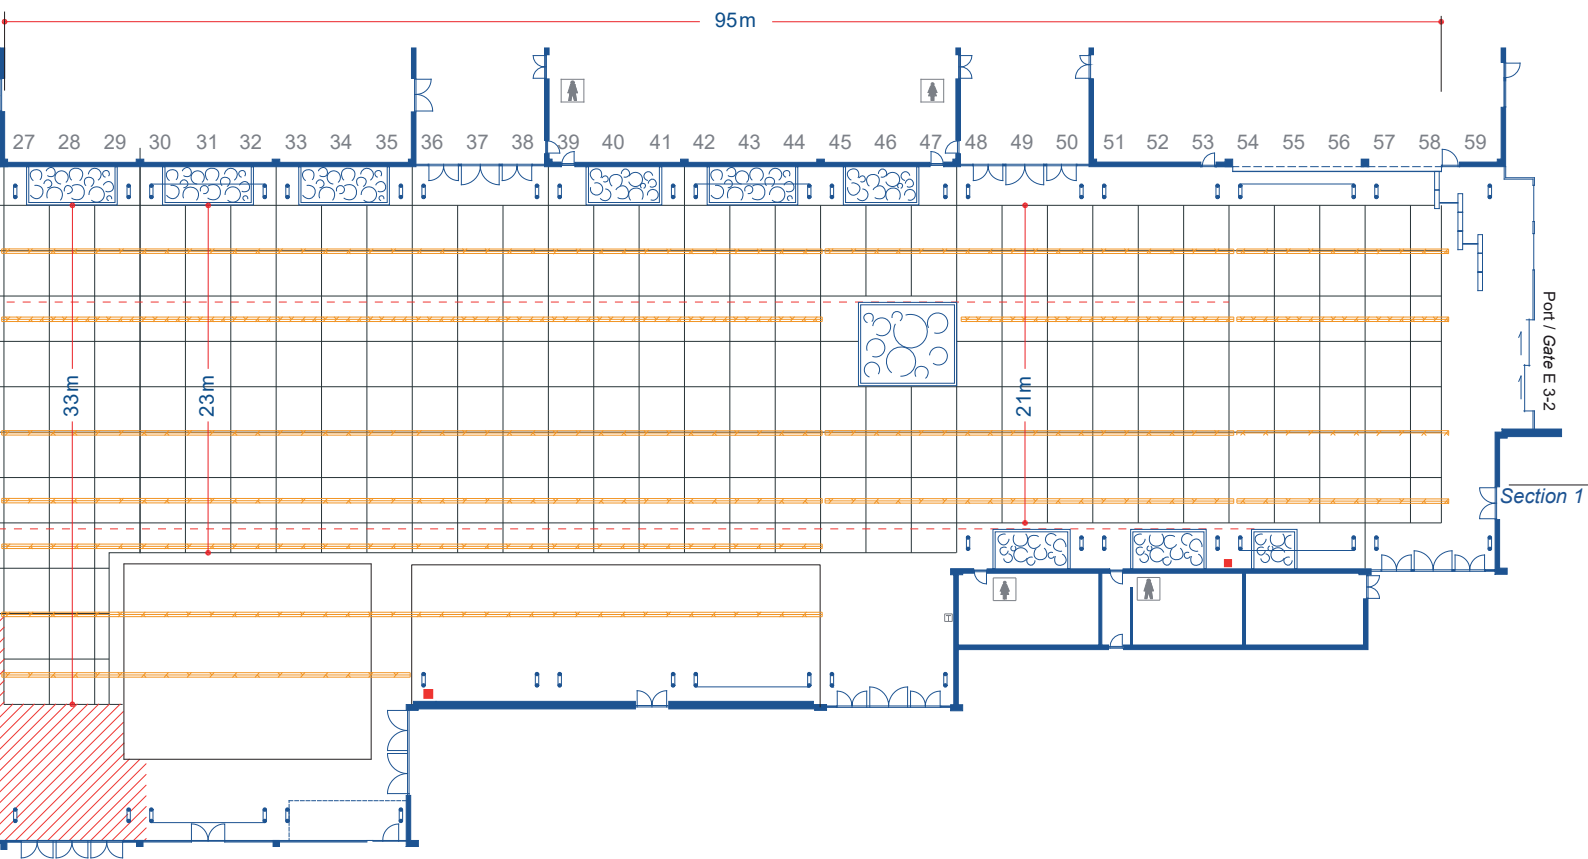 95m
27 28 29 30 31 32 33 34 35 36 37 38 39 40 41 42 43 44 45 46 47 48 49 50 51 52 53 54 55 56 57 58 59
33m
23m
21m
Port / Gate E 3-2
Section 1